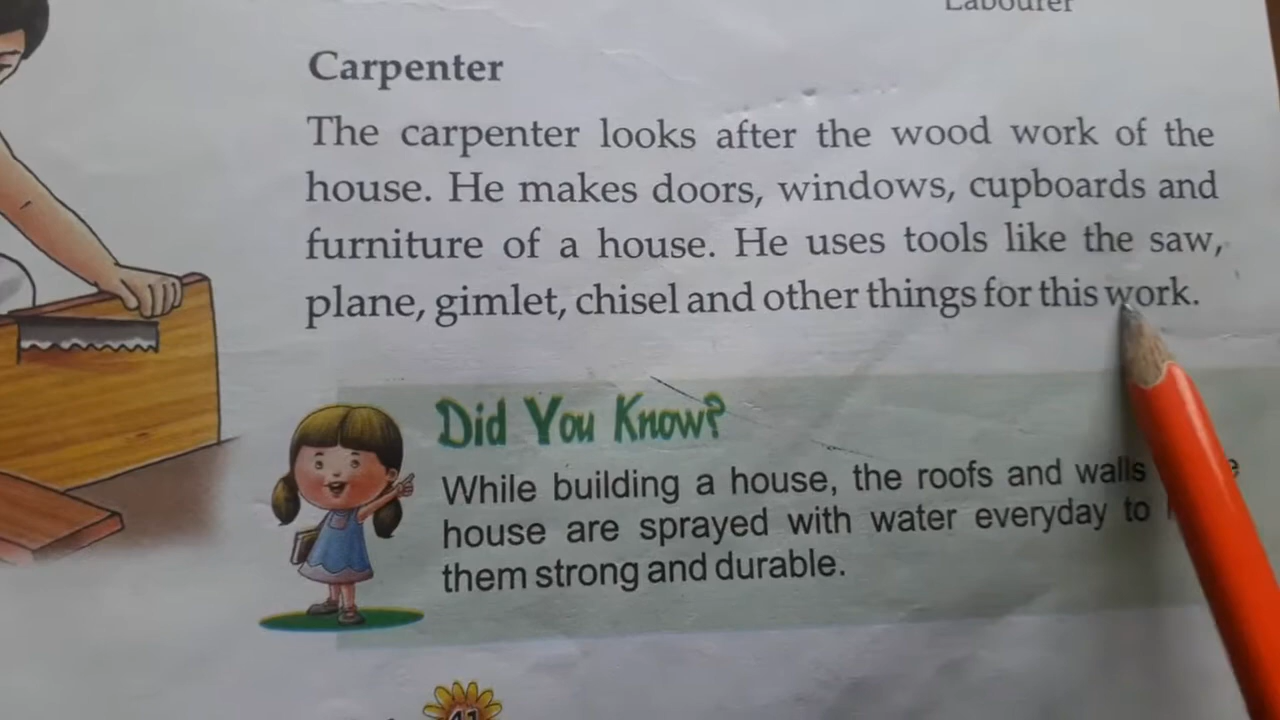 Labourer
Carpenter
The carpenter looks after the wood work of the
house. He makes doors, windows, cupboards and
furniture of a house. He uses tools like the saw,
plane, gimlet, chisel and other things for this work.
Did You Know?
While building a house, the roofs and walls
house are sprayed with water everyday to
them strong and durable.
41